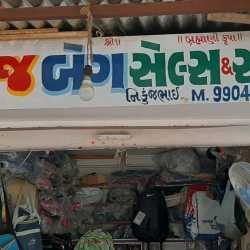 શ્રી॥ ॥બ્રહ્માણી કૃપા॥
જ બેગ સેલ્સ & સ
નિકુંજભાઈ. M. 9904